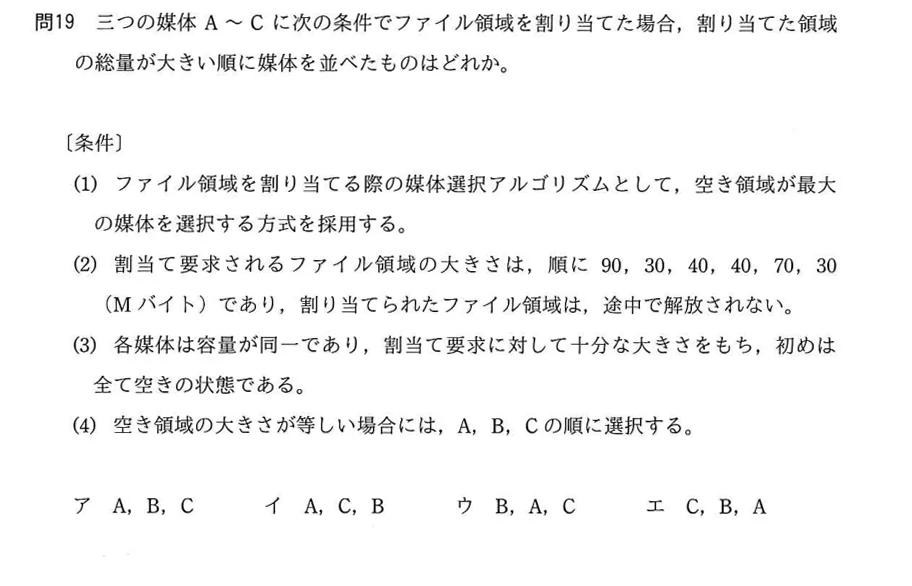 問19 三つの媒体 A ～ C に次の条件でファイル領域を割り当てた場合，割り当てた領域
の総量が大きい順に媒体を並べたものはどれか。
〔条件〕
(1) ファイル領域を割り当てる際の媒体選択アルゴリズムとして，空き領域が最大
の媒体を選択する方式を採用する。
(2) 割当て要求されるファイル領域の大きさは，順に 90，30，40，40，70，30
（M バイト）であり，割り当てられたファイル領域は，途中で解放されない。
(3) 各媒体は容量が同一であり，割当て要求に対して十分な大きさをもち，初めは
全て空きの状態である。
(4) 空き領域の大きさが等しい場合には，A，B，C の順に選択する。
ア A，B，C イ A，C，B ウ B，A，C エ C，B，A